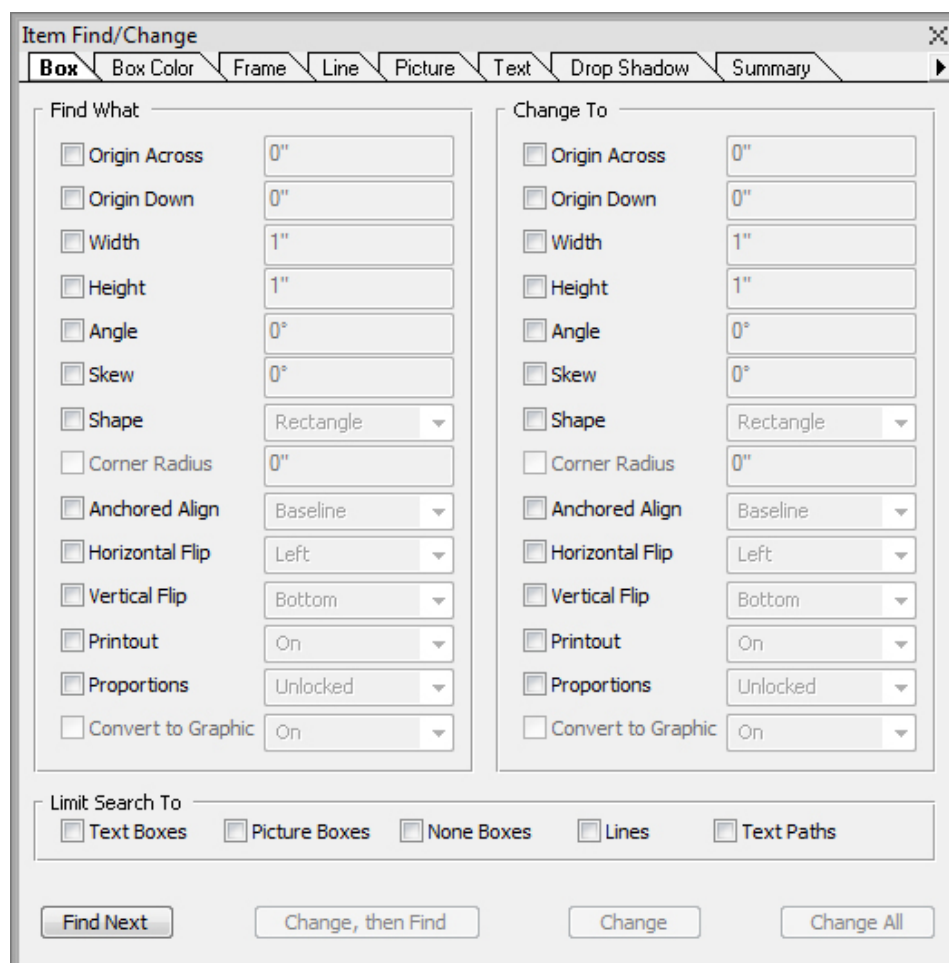 Item Find/Change
Box Box Color Frame Line Picture Text Drop Shadow Summary
Find What
Origin Across 0"
Origin Down 0"
Width 1"
Height 1"
Angle 0°
Skew 0°
Shape Rectangle
Corner Radius 0"
Anchored Align Baseline
Horizontal Flip Left
Vertical Flip Bottom
Printout On
Proportions Unlocked
Convert to Graphic On
Change To
Origin Across 0"
Origin Down 0"
Width 1"
Height 1"
Angle 0°
Skew 0°
Shape Rectangle
Corner Radius 0"
Anchored Align Baseline
Horizontal Flip Left
Vertical Flip Bottom
Printout On
Proportions Unlocked
Convert to Graphic On
Limit Search To
Text Boxes Picture Boxes None Boxes Lines Text Paths
Find Next Change, then Find Change Change All